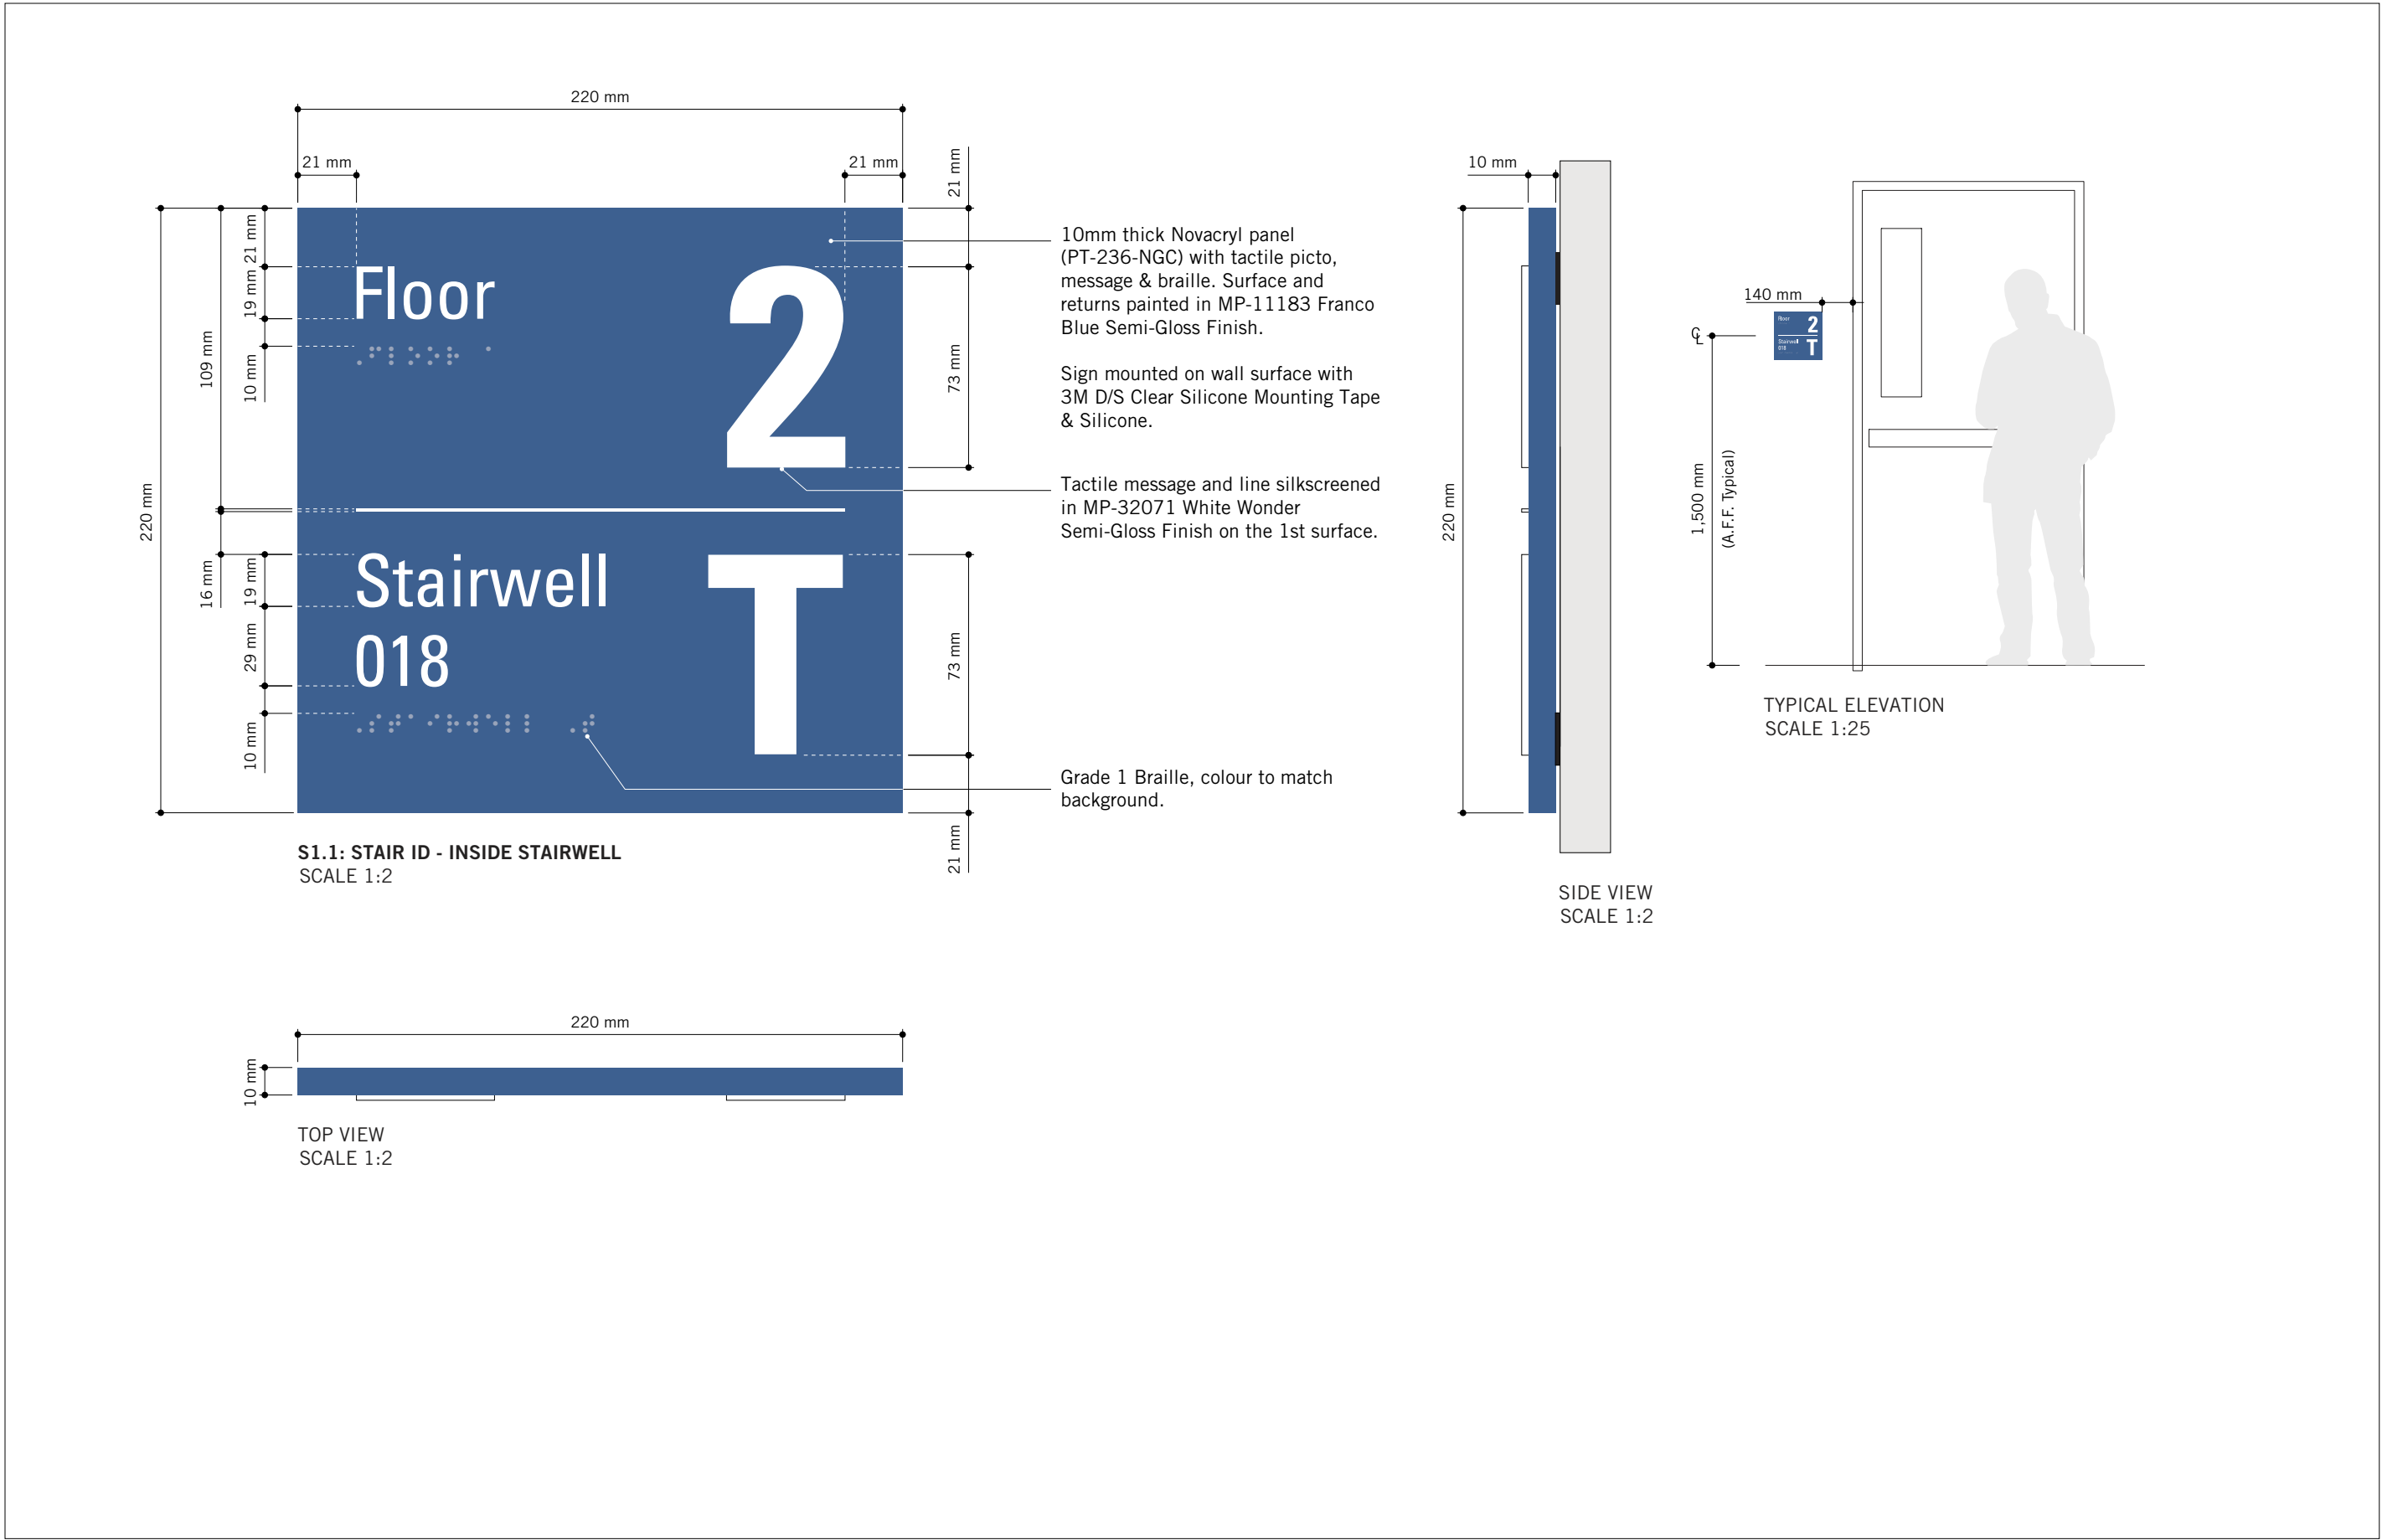 220 mm
21 mm
21 mm
21 mm
220 mm
109 mm
16 mm
21 mm
19 mm
10 mm
19 mm
29 mm
10 mm
Floor
2
Stairwell
018
T
73 mm
73 mm
21 mm
10mm thick Novacryl panel
(PT-236-NGC) with tactile picto,
message & braille. Surface and
returns painted in MP-11183 Franco
Blue Semi-Gloss Finish.
Sign mounted on wall surface with
3M D/S Clear Silicone Mounting Tape
& Silicone.
Tactile message and line silkscreened
in MP-32071 White Wonder
Semi-Gloss Finish on the 1st surface.
Grade 1 Braille, colour to match
background.
S1.1: STAIR ID - INSIDE STAIRWELL
SCALE 1:2
10 mm
220 mm
SIDE VIEW
SCALE 1:2
140 mm
℄
Floor
2
Stairwell
018
T
1,500 mm
(A.F.F. Typical)
TYPICAL ELEVATION
SCALE 1:25
220 mm
10 mm
TOP VIEW
SCALE 1:2